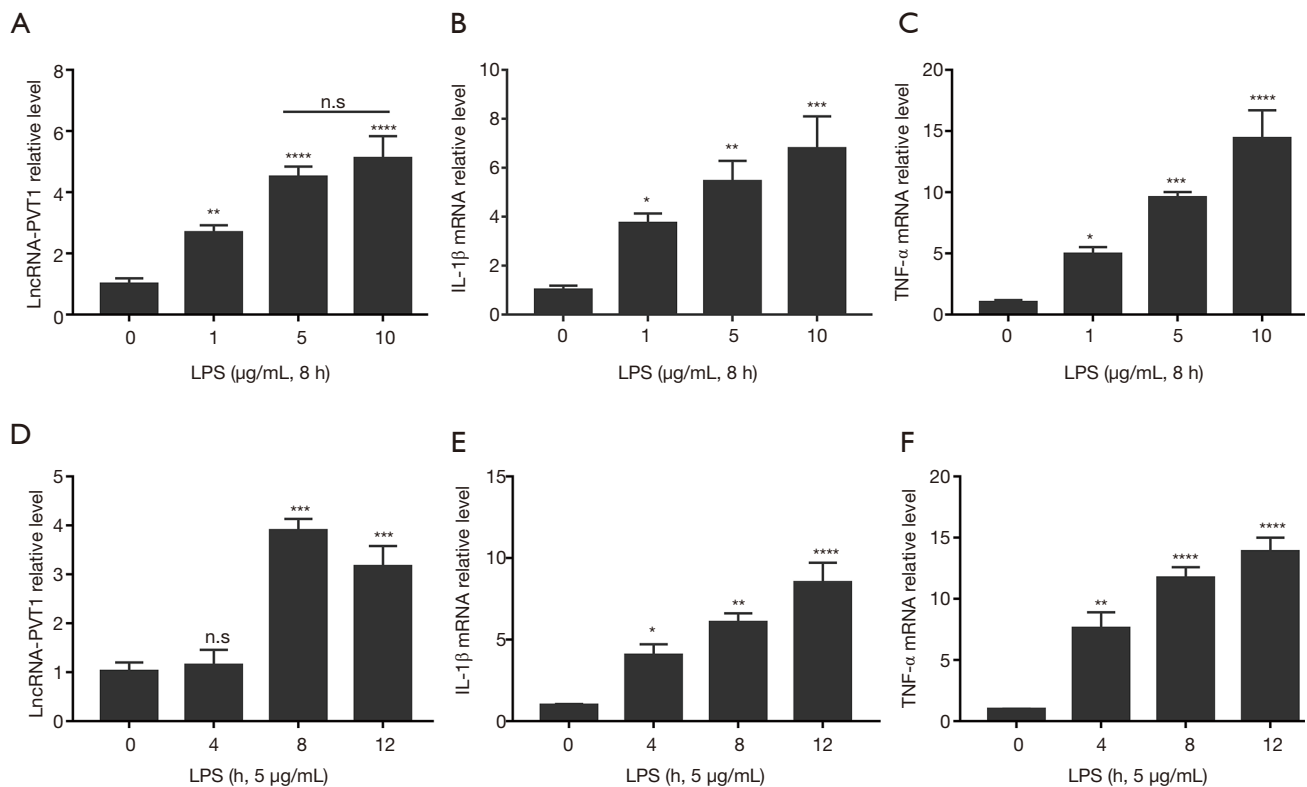 A
LncRNA-PVT1 relative level
8
6
4
2
0
**
****
****
n.s
0 1 5 10
LPS (µg/mL, 8 h)
B
IL-1β mRNA relative level
10
8
6
4
2
0
*
**
***
0 1 5 10
LPS (µg/mL, 8 h)
C
TNF-α mRNA relative level
20
15
10
5
0
*
***
****
0 1 5 10
LPS (µg/mL, 8 h)
D
LncRNA-PVT1 relative level
5
4
3
2
1
0
n.s
***
***
0 4 8 12
LPS (h, 5 µg/mL)
E
IL-1β mRNA relative level
15
10
5
0
*
**
****
0 4 8 12
LPS (h, 5 µg/mL)
F
TNF-α mRNA relative level
20
15
10
5
0
**
****
****
0 4 8 12
LPS (h, 5 µg/mL)